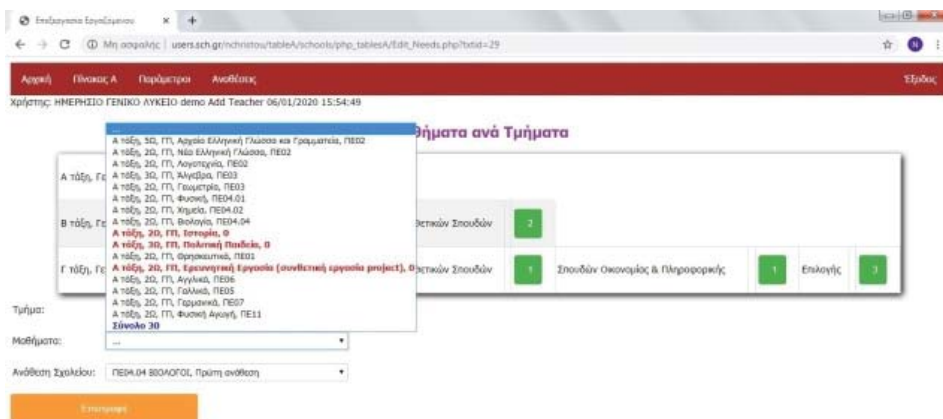 Επεξεργασία Εργαζομένου
Μη ασφαλής | users.sch.gr/nchristou/tableA/schools/php_tablesA/Edit_Needs.php?txtid=29
Αρχική Πίνακας Α Παράμετροι Αναθέσεις Έξοδος
Χρήστης: ΗΜΕΡΗΣΙΟ ΓΕΝΙΚΟ ΛΥΚΕΙΟ demo Add Teacher 06/01/2020 15:54:49
θήματα ανά Τμήματα
...
Α τάξη, 5Ω, ΓΠ, Αρχαία Ελληνική Γλώσσα και Γραμματεία, ΠΕ02
Α τάξη, 2Ω, ΓΠ, Νέα Ελληνική Γλώσσα, ΠΕ02
Α τάξη, 2Ω, ΓΠ, Λογοτεχνία, ΠΕ02
Α τάξη, 3Ω, ΓΠ, Άλγεβρα, ΠΕ03
Α τάξη, 2Ω, ΓΠ, Γεωμετρία, ΠΕ03
Α τάξη, 2Ω, ΓΠ, Φυσική, ΠΕ04.01
Α τάξη, 2Ω, ΓΠ, Χημεία, ΠΕ04.02
Α τάξη, 2Ω, ΓΠ, Βιολογία, ΠΕ04.04
Α τάξη, 2Ω, ΓΠ, Ιστορία, 0
Α τάξη, 3Ω, ΓΠ, Πολιτική Παιδεία, 0
Α τάξη, 2Ω, ΓΠ, Θρησκευτικά, ΠΕ01
Α τάξη, 2Ω, ΓΠ, Ερευνητική Εργασία (συνθετική εργασία project), 0
Α τάξη, 2Ω, ΓΠ, Αγγλικά, ΠΕ06
Α τάξη, 2Ω, ΓΠ, Γαλλικά, ΠΕ05
Α τάξη, 2Ω, ΓΠ, Γερμανικά, ΠΕ07
Α τάξη, 2Ω, ΓΠ, Φυσική Αγωγή, ΠΕ11
Σύνολο 30
Α τάξη, Γε
Β τάξη, Γε θετικών Σπουδών 2
Γ τάξη, Γε θετικών Σπουδών 1 Σπουδών Οικονομίας & Πληροφορικής 1 Επιλογής 3
Τμήμα:
Μαθήματα: ...
Ανάθεση Σχολείου: ΠΕ04.04 ΒΙΟΛΟΓΟΙ, Πρώτη ανάθεση
Επιστροφή